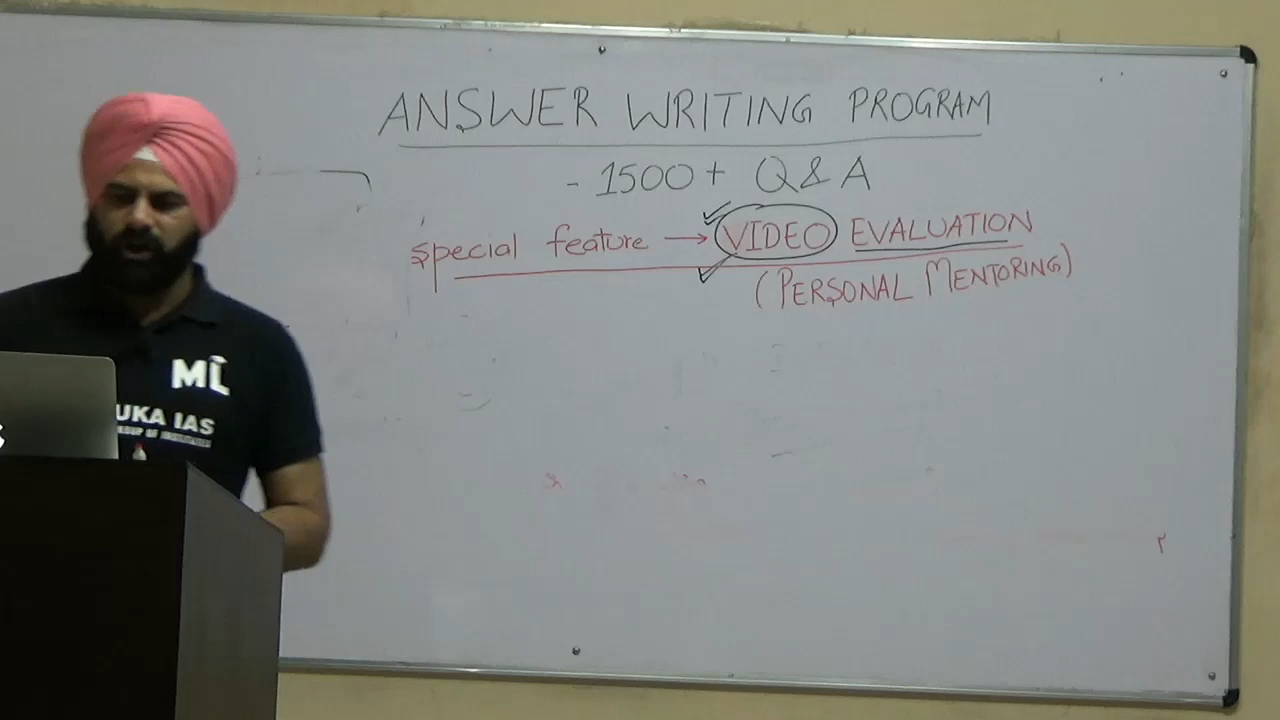 ANSWER WRITING PROGRAM
- 1500+ Q&A
special feature → VIDEO EVALUATION
(PERSONAL MENTORING)
ML
UKA IAS